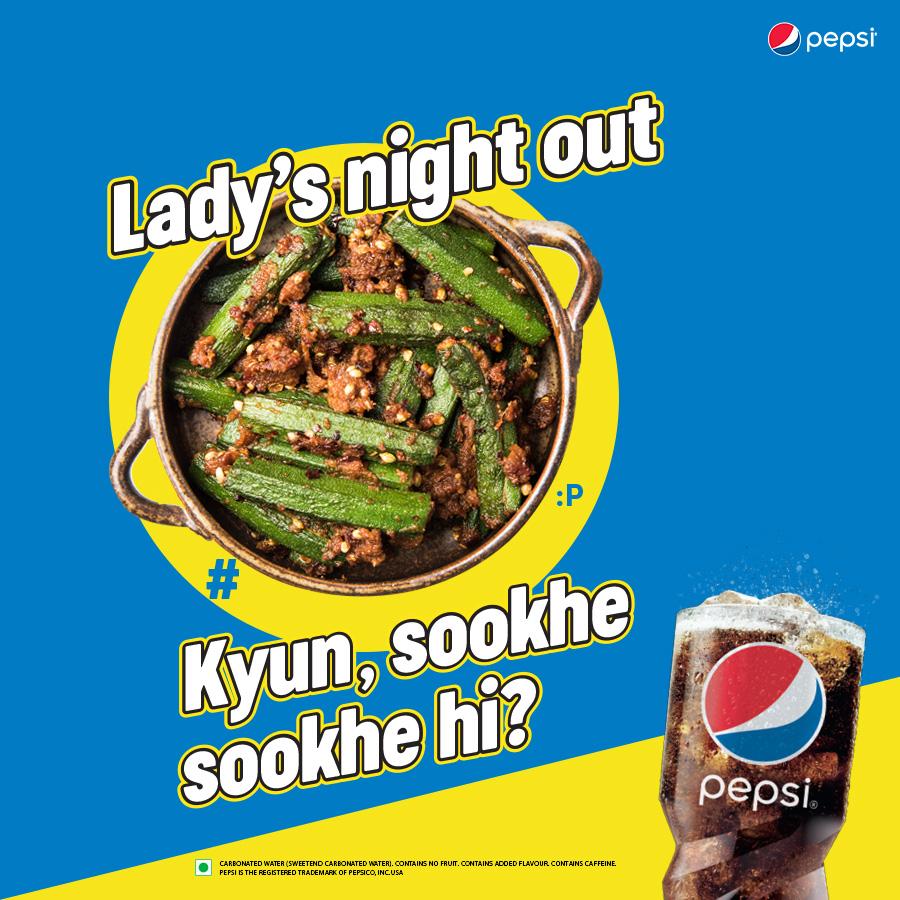 pepsi
Lady's night out
:P
#
Kyun, sookhe
sookhe hi?
pepsi®
CARBONATED WATER (SWEETEND CARBONATED WATER). CONTAINS NO FRUIT. CONTAINS ADDED FLAVOUR. CONTAINS CAFFEINE.
PEPSI IS THE REGISTERED TRADEMARK OF PEPSICO, INC.USA